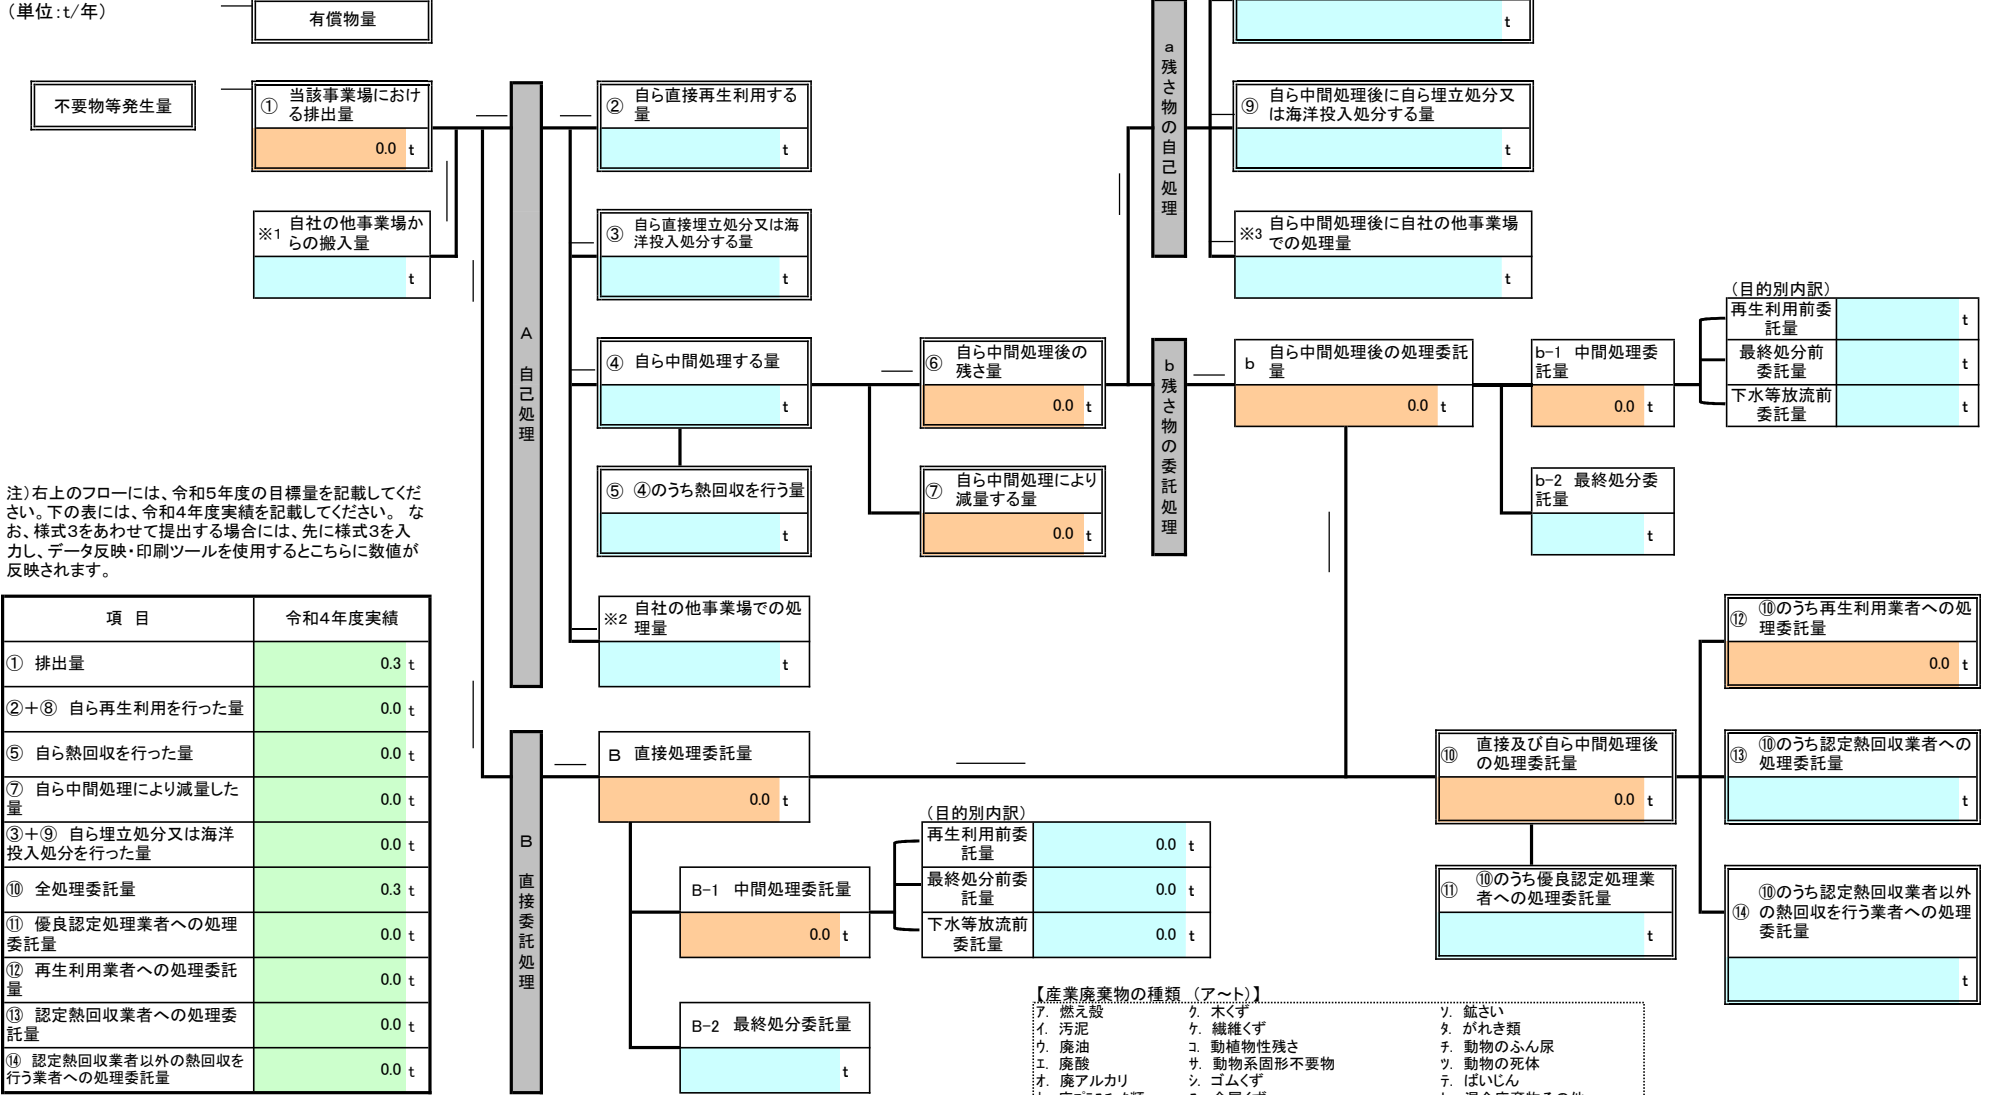 (単位:t/年)
有償物量
t
不要物等発生量
① 当該事業場におけ
る排出量
0.0 t
※1 自社の他事業場か
らの搬入量
t
A 自己処理
② 自ら直接再生利用する
量
t
③ 自ら直接埋立処分又は海
洋投入処分する量
t
④ 自ら中間処理する量
t
⑤ ④のうち熱回収を行う量
t
※2 自社の他事業場での処
理量
t
⑥ 自ら中間処理後の
残さ量
0.0 t
⑦ 自ら中間処理により
減量する量
0.0 t
a残さ物の自己処理
⑨ 自ら中間処理後に自ら埋立処分又
は海洋投入処分する量
t
※3 自ら中間処理後に自社の他事業場
での処理量
t
b残さ物の委託処理
b 自ら中間処理後の処理委託
量
0.0 t
b-1 中間処理委
託量
0.0 t
b-2 最終処分委
託量
t
(目的別内訳)
再生利用前委
託量
t
最終処分前
委託量
t
下水等放流前
委託量
t
注)右上のフローには、令和5年度の目標量を記載してくだ
さい。下の表には、令和4年度実績を記載してください。 な
お、様式3をあわせて提出する場合には、先に様式3を入
力し、データ反映・印刷ツールを使用するとこちらに数値が
反映されます。
項 目 令和4年度実績
① 排出量 0.3 t
②+⑧ 自ら再生利用を行った量 0.0 t
⑤ 自ら熱回収を行った量 0.0 t
⑦ 自ら中間処理により減量した
量 0.0 t
③+⑨ 自ら埋立処分又は海洋
投入処分を行った量 0.0 t
⑩ 全処理委託量 0.3 t
⑪ 優良認定処理業者への処理
委託量 0.0 t
⑫ 再生利用業者への処理委託
量 0.0 t
⑬ 認定熱回収業者への処理委
託量 0.0 t
⑭ 認定熱回収業者以外の熱回収を
行う業者への処理委託量 0.0 t
B 直接委託処理
B 直接処理委託量
0.0 t
B-1 中間処理委託量
0.0 t
B-2 最終処分委託量
t
(目的別内訳)
再生利用前委
託量
0.0 t
最終処分前委
託量
0.0 t
下水等放流前
委託量
0.0 t
⑩ 直接及び自ら中間処理後
の処理委託量
0.0 t
⑪ ⑩のうち優良認定処理業
者への処理委託量
t
⑫ ⑩のうち再生利用業者への処
理委託量
0.0 t
⑬ ⑩のうち認定熱回収業者への
処理委託量
t
⑭ ⑩のうち認定熱回収業者以外
の熱回収を行う業者への処理
委託量
t
【産業廃棄物の種類 (ア~ト)】
ア. 燃え殻 ク. 木くず ソ. 鉱さい
イ. 汚泥 ケ. 繊維くず タ. がれき類
ウ. 廃油 コ. 動植物性残さ チ. 動物のふん尿
エ. 廃酸 サ. 動物系固形不要物 ツ. 動物の死体
オ. 廃アルカリ シ. ゴムくず テ. ばいじん